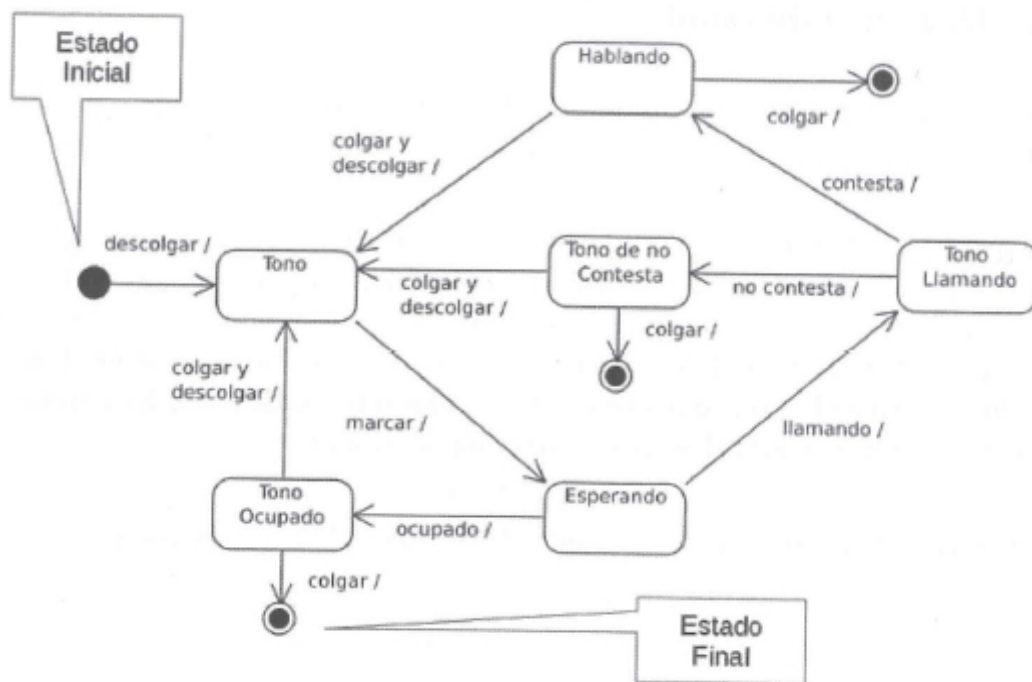 Estado
Inicial
Hablando
colgar /
colgar y
descolgar /
contesta /
descolgar /
Tono
Tono de no
Contesta
Tono
Llamando
colgar y
descolgar /
no contesta /
colgar /
colgar y
descolgar /
marcar /
llamando /
Tono
Ocupado
Esperando
ocupado /
colgar /
Estado
Final